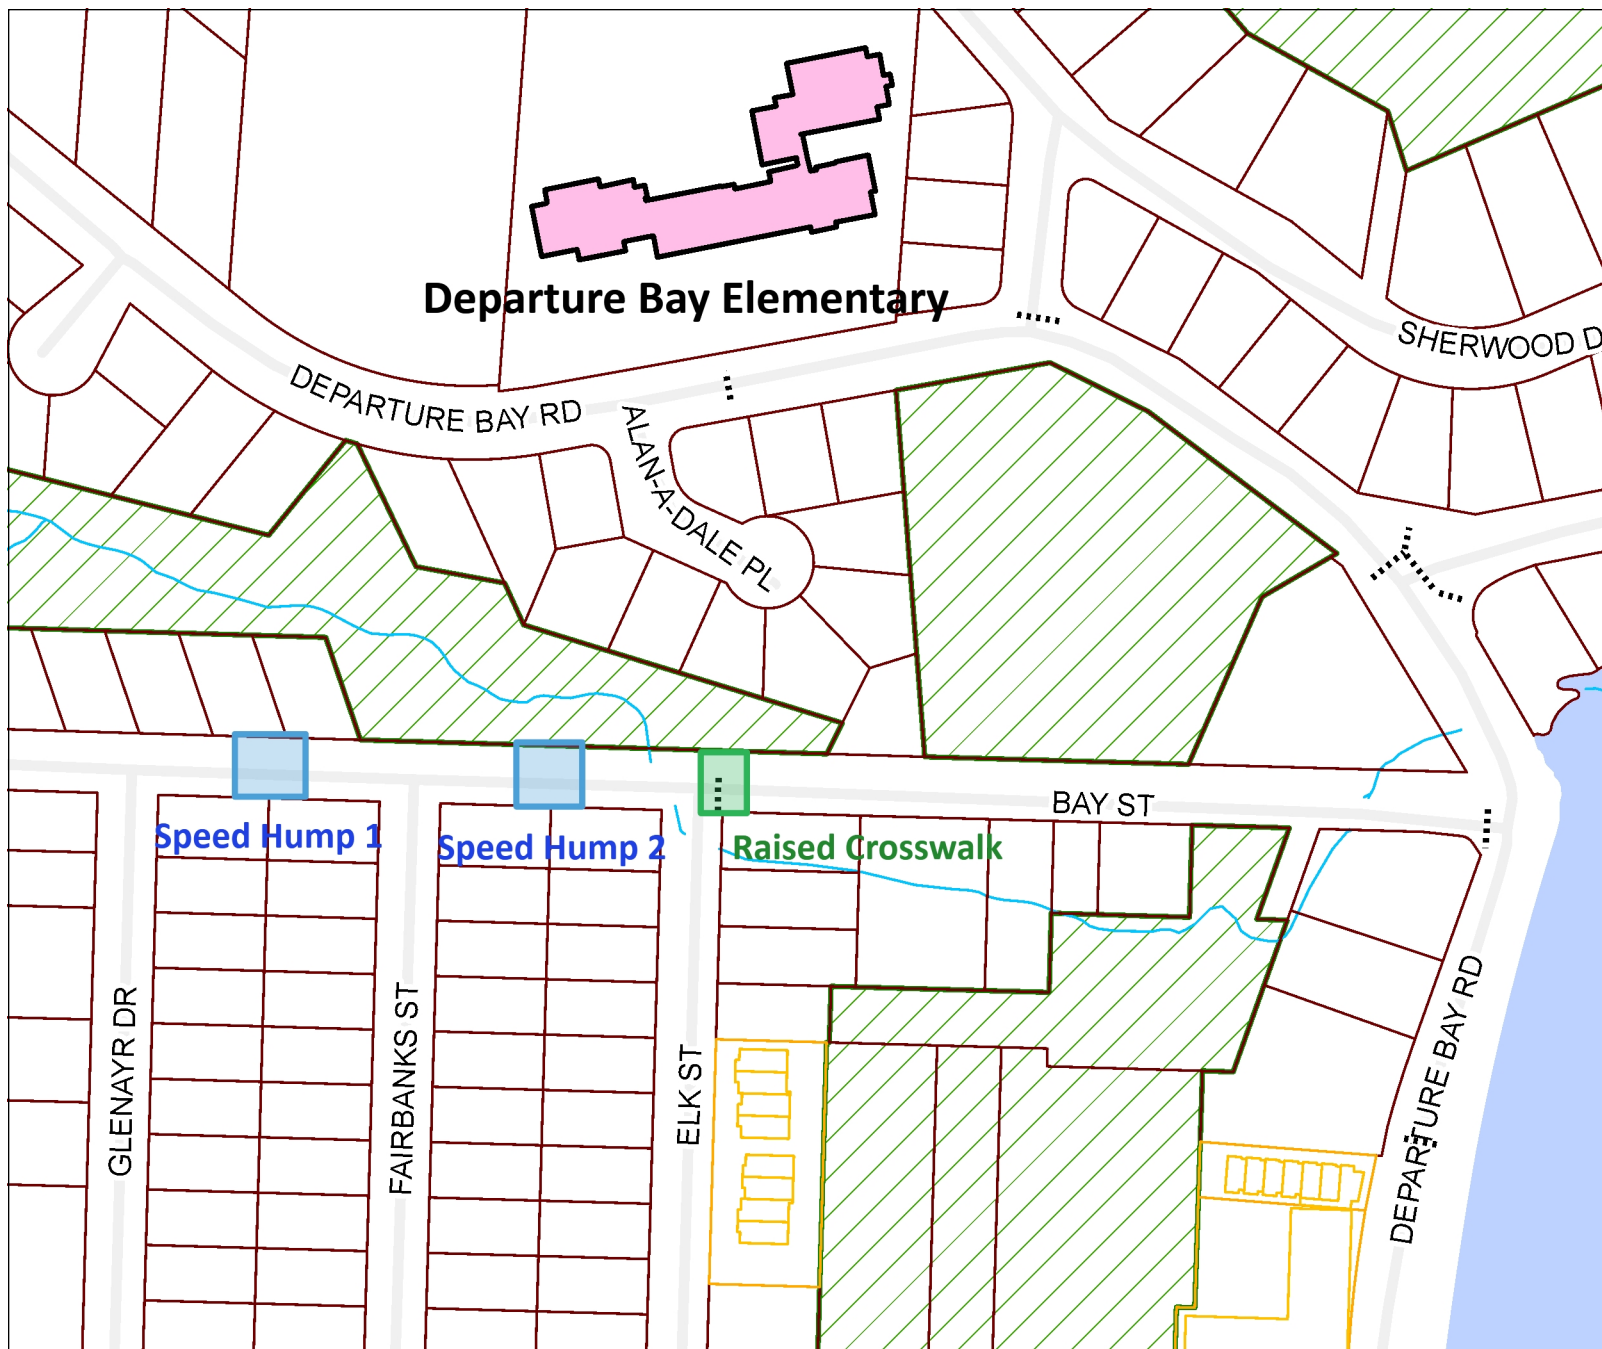 Departure Bay Elementary
SHERWOOD D
DEPARTURE BAY RD
ALAN-A-DALE PL
BAY ST
Speed Hump 1
Speed Hump 2
Raised Crosswalk
GLENAYR DR
FAIRBANKS ST
ELK ST
DEPARTURE BAY RD